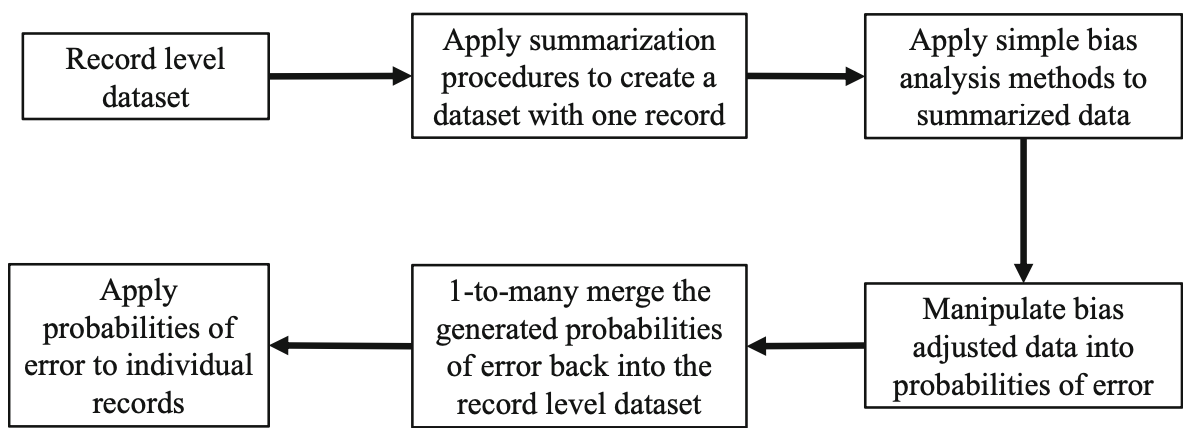 Record level
dataset
Apply summarization
procedures to create a
dataset with one record
Apply simple bias
analysis methods to
summarized data
Manipulate bias
adjusted data into
probabilities of error
1-to-many merge the
generated probabilities
of error back into the
record level dataset
Apply
probabilities of
error to individual
records